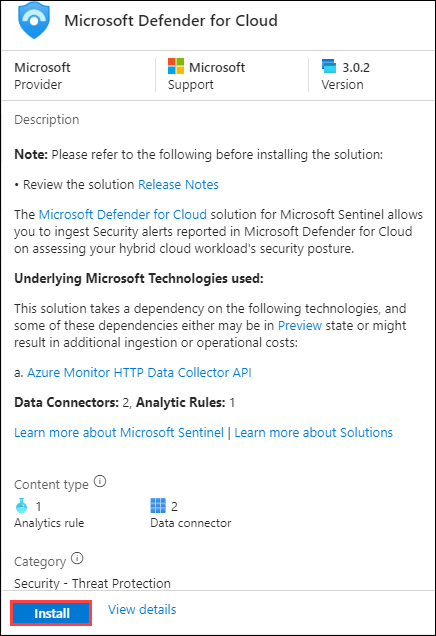 Microsoft Defender for Cloud
Microsoft Microsoft 3.0.2
Provider Support Version
Description
Note: Please refer to the following before installing the solution:
• Review the solution Release Notes
The Microsoft Defender for Cloud solution for Microsoft Sentinel allows
you to ingest Security alerts reported in Microsoft Defender for Cloud
on assessing your hybrid cloud workload's security posture.
Underlying Microsoft Technologies used:
This solution takes a dependency on the following technologies, and
some of these dependencies either may be in Preview state or might
result in additional ingestion or operational costs:
a. Azure Monitor HTTP Data Collector API
Data Connectors: 2, Analytic Rules: 1
Learn more about Microsoft Sentinel | Learn more about Solutions
Content type
1 2
Analytics rule Data connector
Category
Security - Threat Protection
Install View details